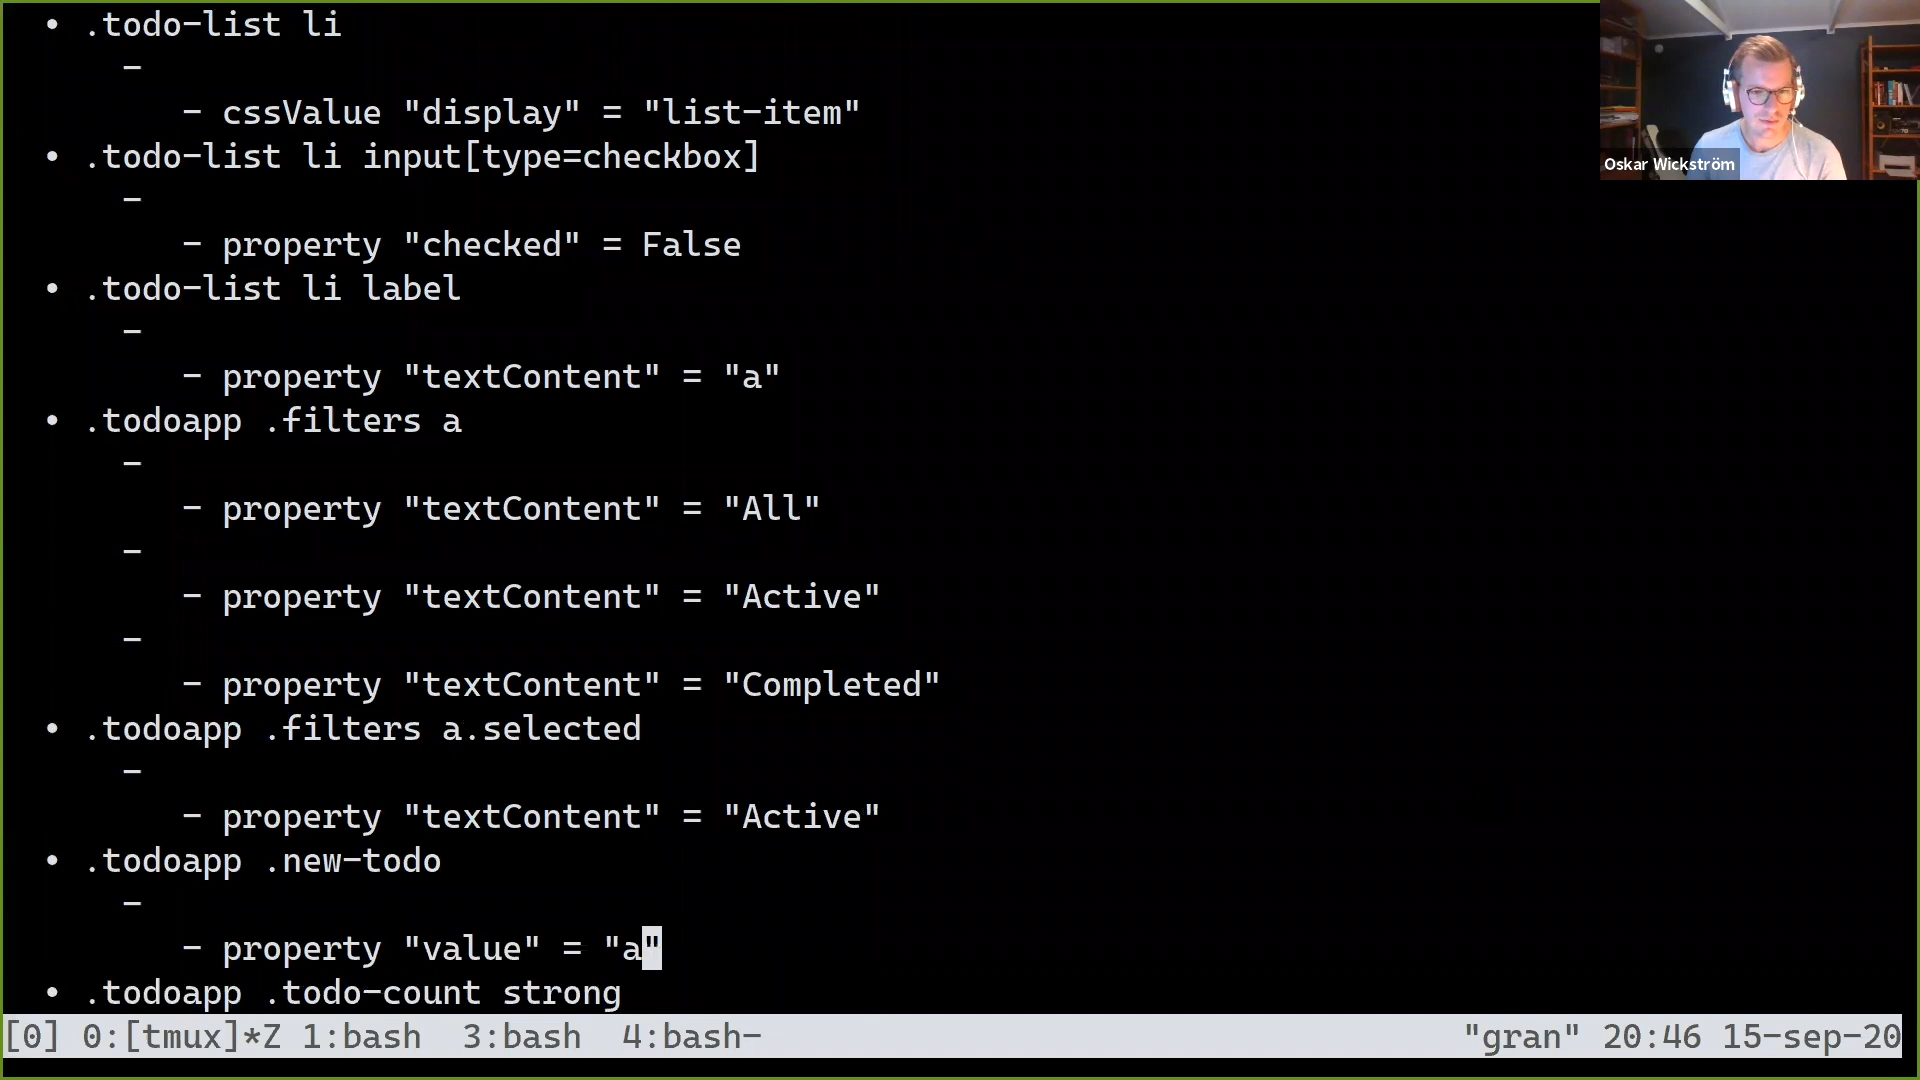 • .todo-list li
–
– cssValue "display" = "list-item"
• .todo-list li input[type=checkbox]
–
– property "checked" = False
• .todo-list li label
–
– property "textContent" = "a"
• .todoapp .filters a
–
– property "textContent" = "All"
–
– property "textContent" = "Active"
–
– property "textContent" = "Completed"
• .todoapp .filters a.selected
–
– property "textContent" = "Active"
• .todoapp .new-todo
–
– property "value" = "a"
• .todoapp .todo-count strong
[0] 0:[tmux]*Z 1:bash  3:bash  4:bash- "gran" 20:46 15-sep-20
Oskar Wickström